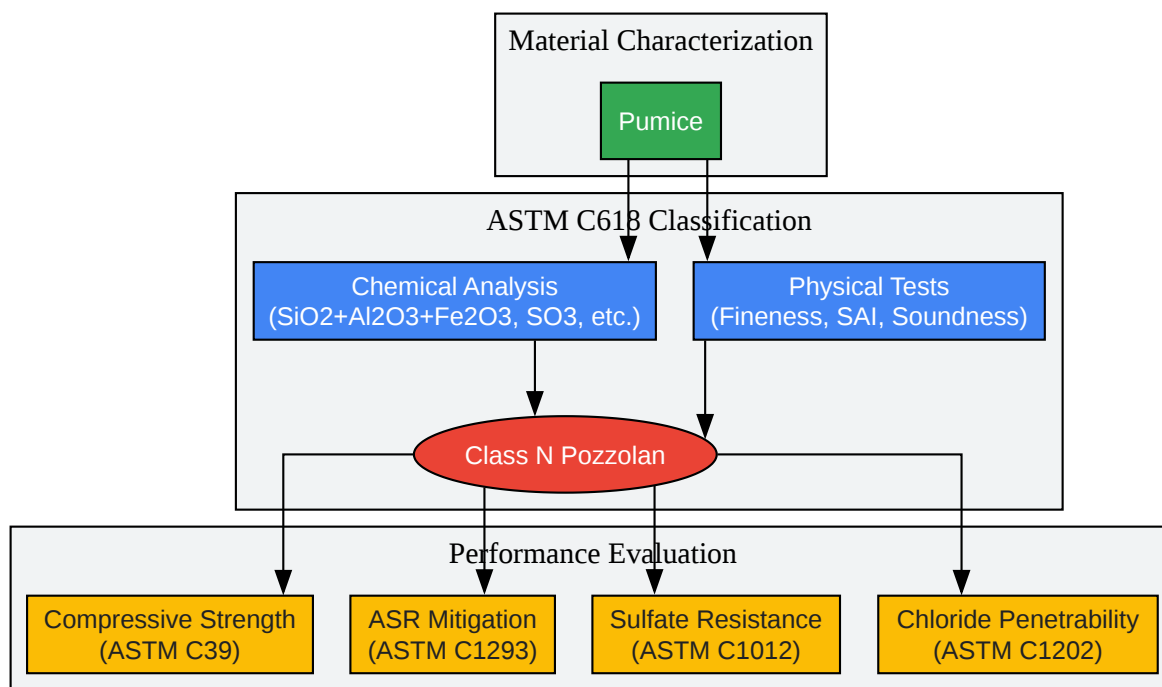 Material Characterization
Pumice
ASTM C618 Classification
Chemical Analysis
(SiO2+Al2O3+Fe2O3, SO3, etc.)
Physical Tests
(Fineness, SAI, Soundness)
Class N Pozzolan
Performance Evaluation
Compressive Strength
(ASTM C39)
ASR Mitigation
(ASTM C1293)
Sulfate Resistance
(ASTM C1012)
Chloride Penetrability
(ASTM C1202)